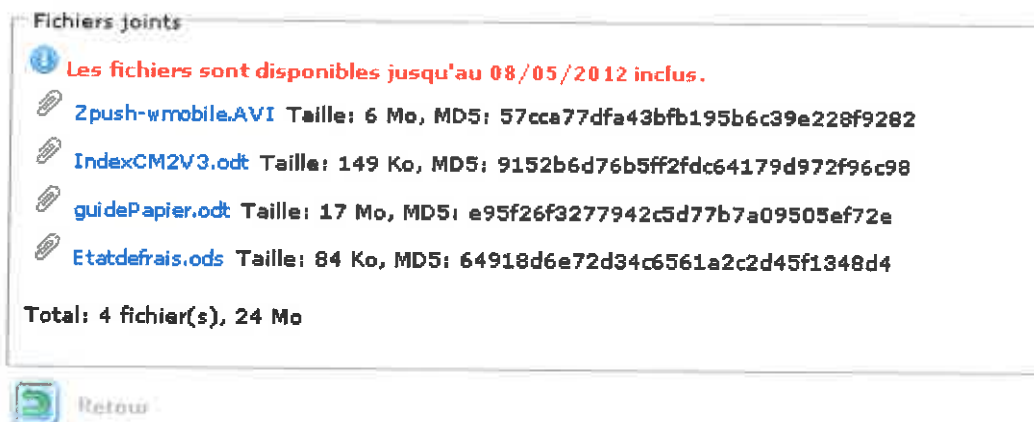 Fichiers joints
Les fichiers sont disponibles jusqu'au 08/05/2012 inclus.
Zpush-wmobile.AVI Taille: 6 Mo, MD5: 57cca77dfa43bfb195b6c39e228f9282
IndexCM2V3.odt Taille: 149 Ko, MD5: 9152b6d76b5ff2fdc64179d972f96c98
guidePapier.odt Taille: 17 Mo, MD5: e95f26f3277942c5d77b7a09505ef72e
Etatdefrais.ods Taille: 84 Ko, MD5: 64918d6e72d34c6561a2c2d45f1348d4
Total: 4 fichier(s), 24 Mo
Retour